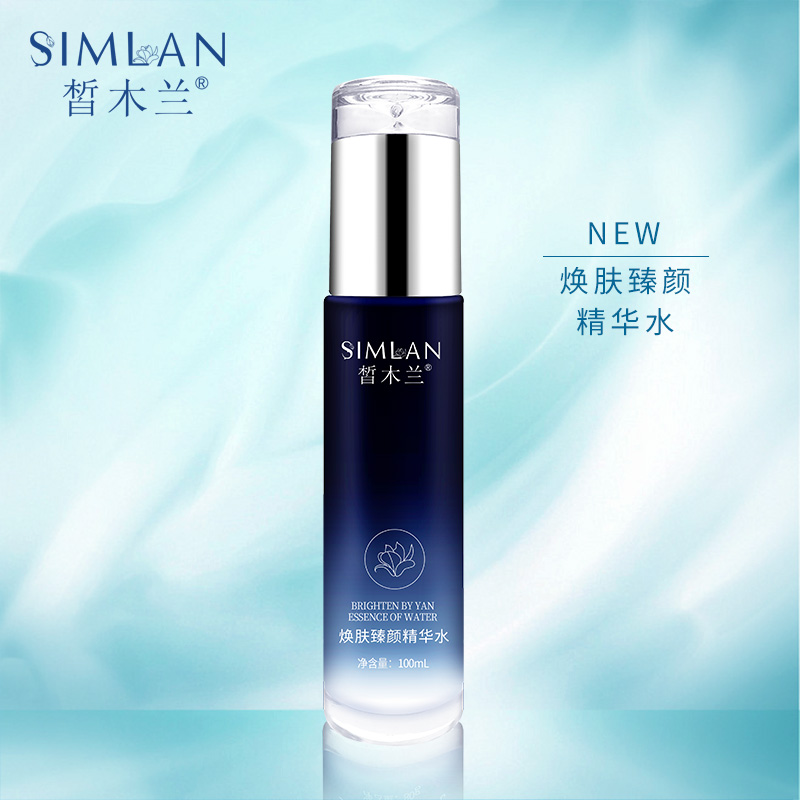 SIMLAN
皙木兰®
NEW
焕肤臻颜
精华水
SIMLAN
皙木兰®
BRIGHTEN BY YAN
ESSENCE OF WATER
焕肤臻颜精华水
净含量：100mL